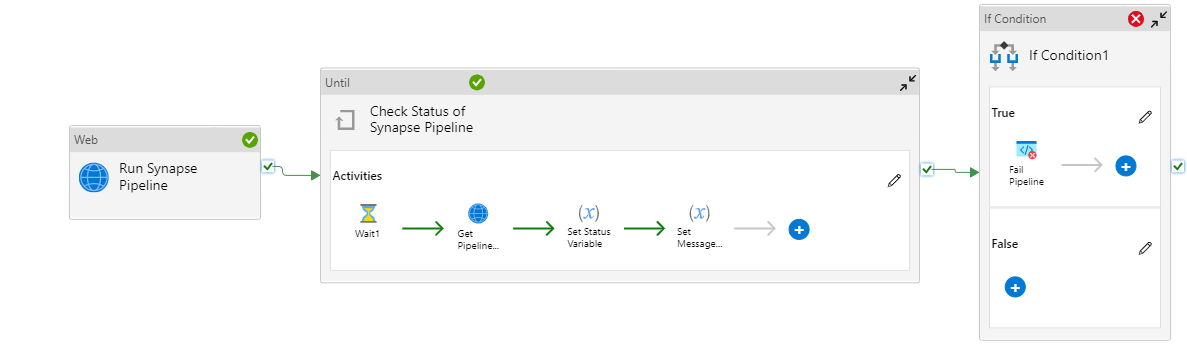 Web
Run Synapse
Pipeline
Until
Check Status of
Synapse Pipeline
Activities
Wait1
Get
Pipeline...
(x)
Set Status
Variable
(x)
Set
Message...
If Condition
If Condition1
True
Fail
Pipeline
False